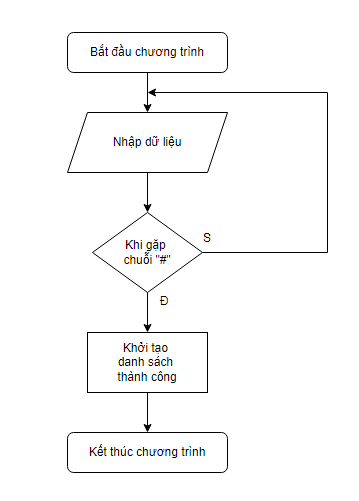 Bắt đầu chương trình
Nhập dữ liệu
Khi gặp
chuỗi "#"
S
Đ
Khởi tạo
danh sách
thành công
Kết thúc chương trình